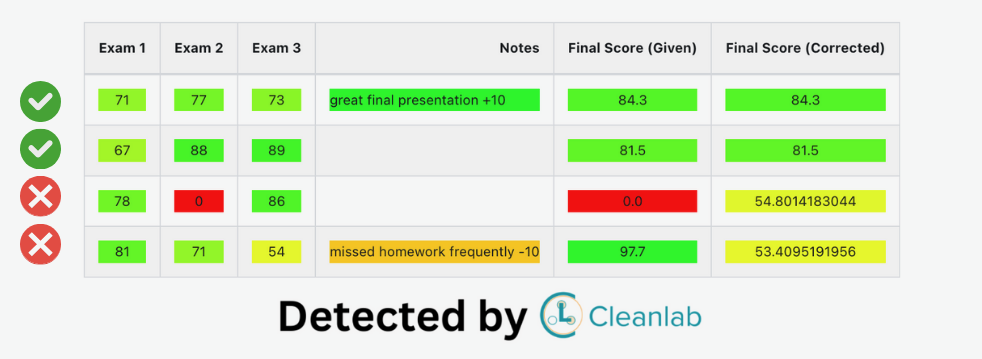 Exam 1 Exam 2 Exam 3 Notes Final Score (Given) Final Score (Corrected)
71 77 73 great final presentation +10 84.3 84.3
67 88 89 81.5 81.5
78 0 86 0.0 54.8014183044
81 71 54 missed homework frequently -10 97.7 53.4095191956
Detected by Cleanlab